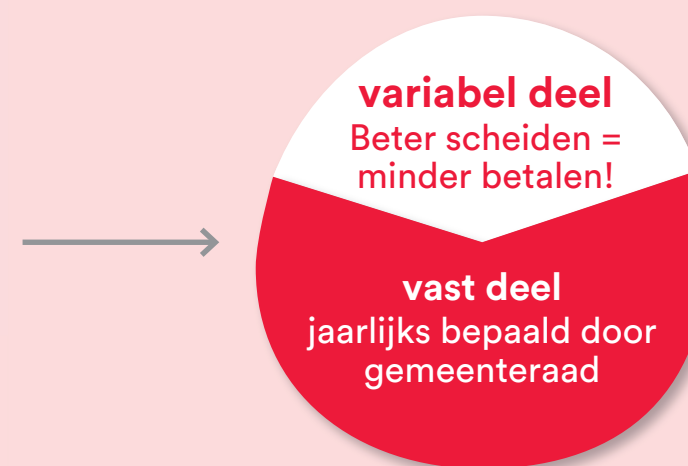 variabel deel
Beter scheiden =
minder betalen!
vast deel
jaarlijks bepaald door
gemeenteraad